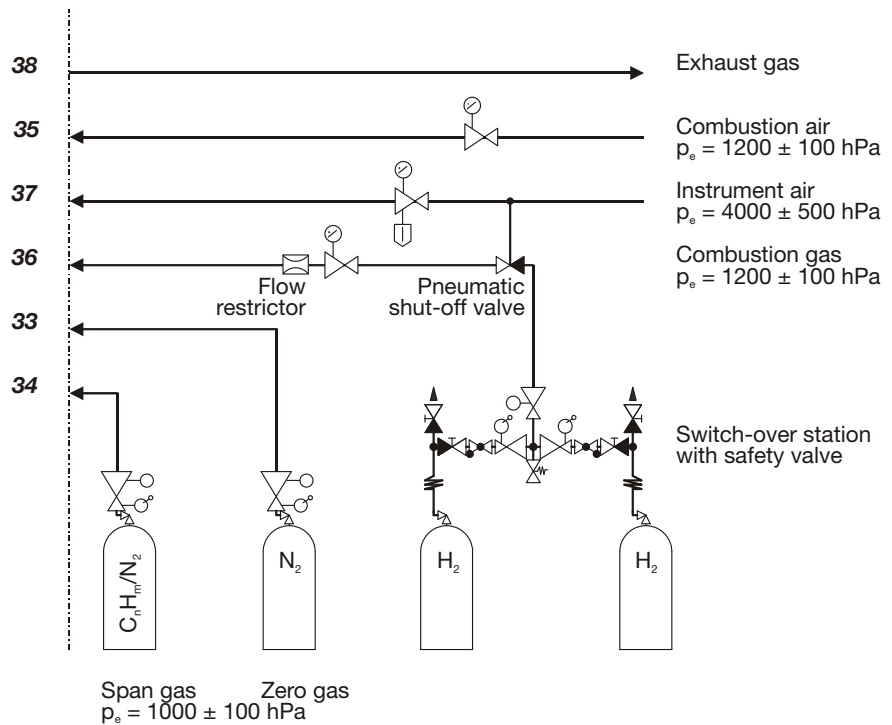 38
Exhaust gas
35
Combustion air
pₑ = 1200 ± 100 hPa
37
Instrument air
pₑ = 4000 ± 500 hPa
36
Combustion gas
pₑ = 1200 ± 100 hPa
Flow
restrictor
Pneumatic
shut-off valve
33
34
Switch-over station
with safety valve
CₙHₘ/N₂
N₂
H₂
H₂
Span gas
pₑ = 1000 ± 100 hPa
Zero gas